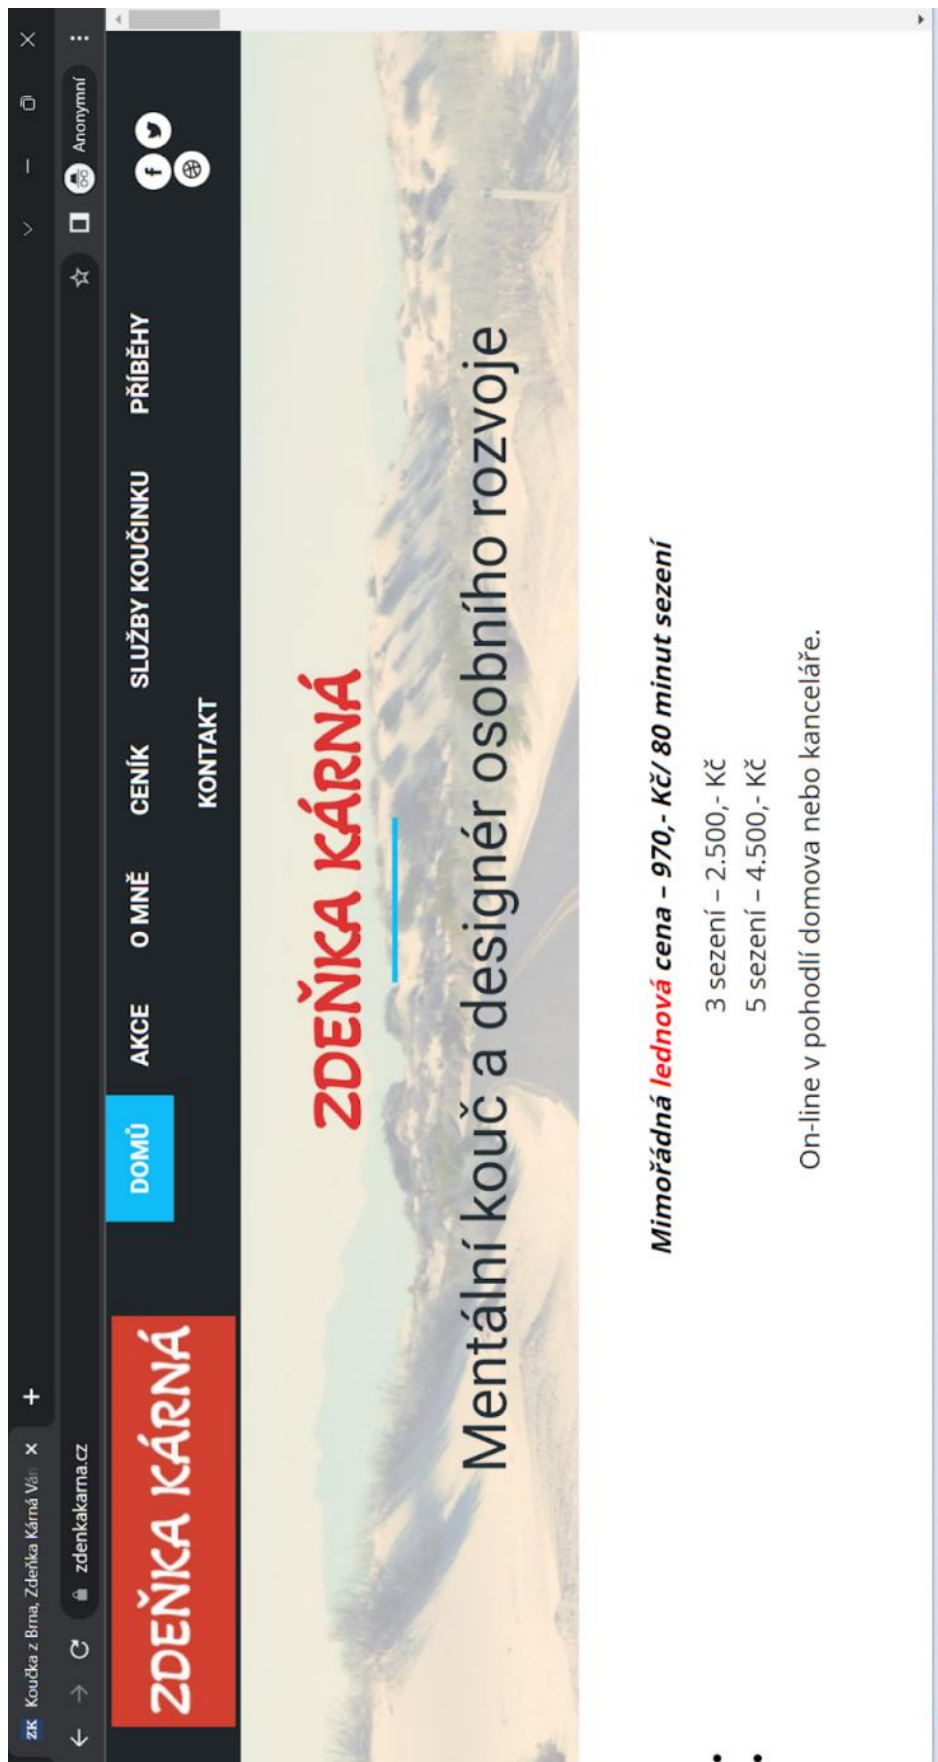 ZK Koučka z Brna, Zdeňka Kárná Ván
zdenkakarna.cz
Anonymní
ZDEŇKA KÁRNÁ
DOMŮ AKCE O MNĚ CENÍK SLUŽBY KOUČINKU PŘÍBĚHY
KONTAKT
ZDEŇKA KÁRNÁ
Mentální kouč a designér osobního rozvoje
Mimořádná lednová cena – 970,- Kč/ 80 minut sezení
3 sezení – 2.500,- Kč
5 sezení – 4.500,- Kč
On-line v pohodlí domova nebo kanceláře.